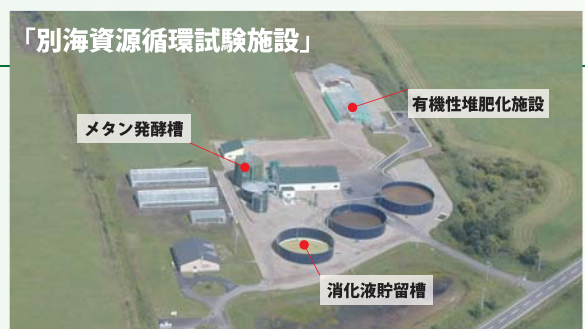 「別海資源循環試験施設」
有機性堆肥化施設
メタン発酵槽
消化液貯留槽